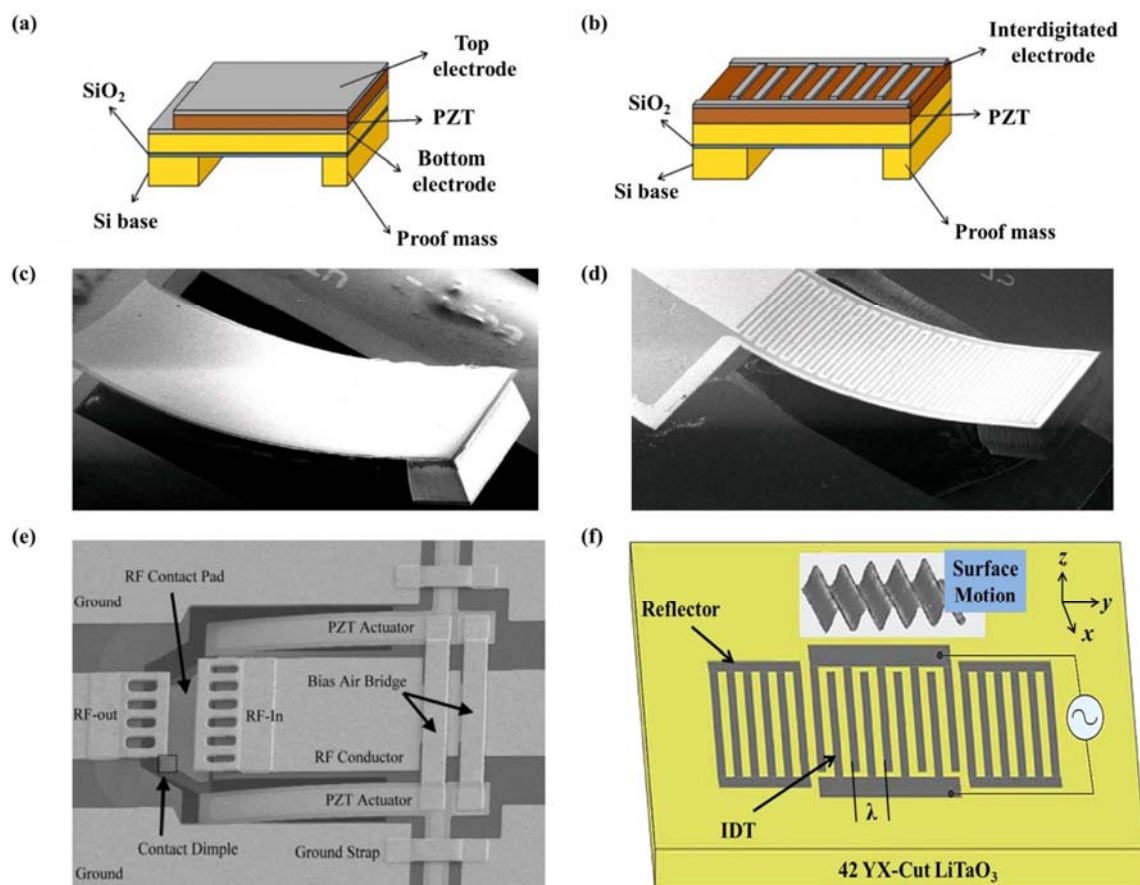 (a)
Top
electrode
SiO₂
PZT
Bottom
electrode
Si base
Proof mass
(b)
Interdigitated
electrode
SiO₂
PZT
Si base
Proof mass
(c)
(d)
(e)
RF Contact Pad
Ground
PZT Actuator
Bias Air Bridge
RF-out
RF-In
RF Conductor
PZT Actuator
Contact Dimple
Ground Strap
Ground
(f)
Surface
Motion
z
y
x
Reflector
IDT
λ
42 YX-Cut LiTaO₃